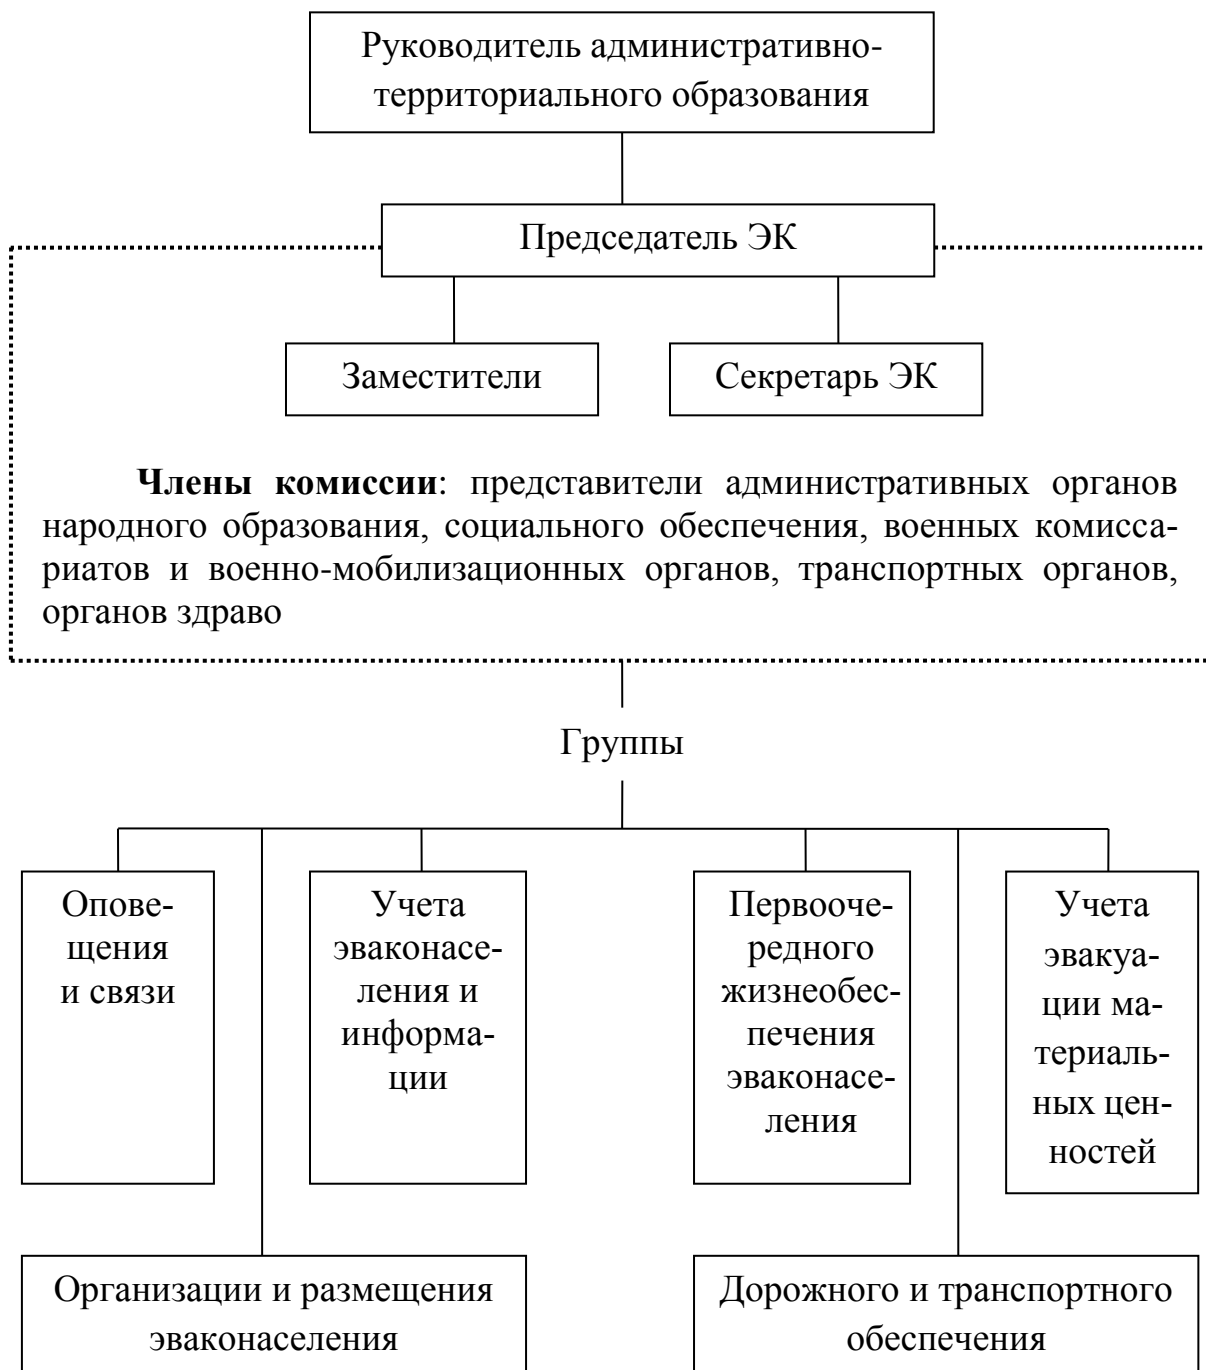 Руководитель административно-
территориального образования
Председатель ЭК
Заместители
Секретарь ЭК
Члены комиссии: представители административных органов
народного образования, социального обеспечения, военных комисса-
риатов и военно-мобилизационных органов, транспортных органов,
органов здраво
Группы
Опове-
щения
и связи
Учета
эваконасе-
ления и
информа-
ции
Первооче-
редного
жизнеобес-
печения
эваконасе-
ления
Учета
эвакуа-
ции ма-
териаль-
ных цен-
ностей
Организации и размещения
эваконаселения
Дорожного и транспортного
обеспечения